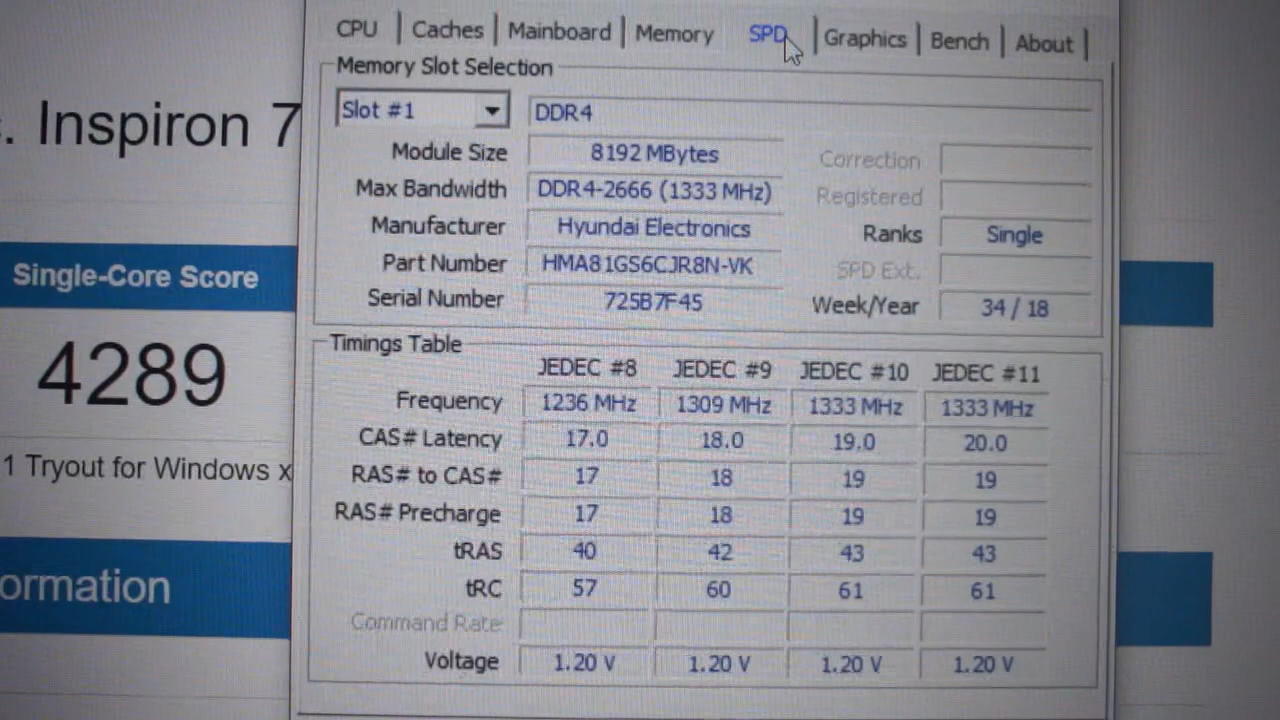 CPU Caches Mainboard Memory SPD Graphics Bench About
Memory Slot Selection
. Inspiron 7
Slot #1 DDR4
Module Size 8192 MBytes Correction
Max Bandwidth DDR4-2666 (1333 MHz) Registered
Manufacturer Hyundai Electronics Ranks Single
Part Number HMA81GS6CJR8N-VK SPD Ext.
Serial Number 725B7F45 Week/Year 34 / 18
Single-Core Score
4289
1 Tryout for Windows x
ormation
Timings Table
JEDEC #8 JEDEC #9 JEDEC #10 JEDEC #11
Frequency 1236 MHz 1309 MHz 1333 MHz 1333 MHz
CAS# Latency 17.0 18.0 19.0 20.0
RAS# to CAS# 17 18 19 19
RAS# Precharge 17 18 19 19
tRAS 40 42 43 43
tRC 57 60 61 61
Command Rate
Voltage 1.20 V 1.20 V 1.20 V 1.20 V